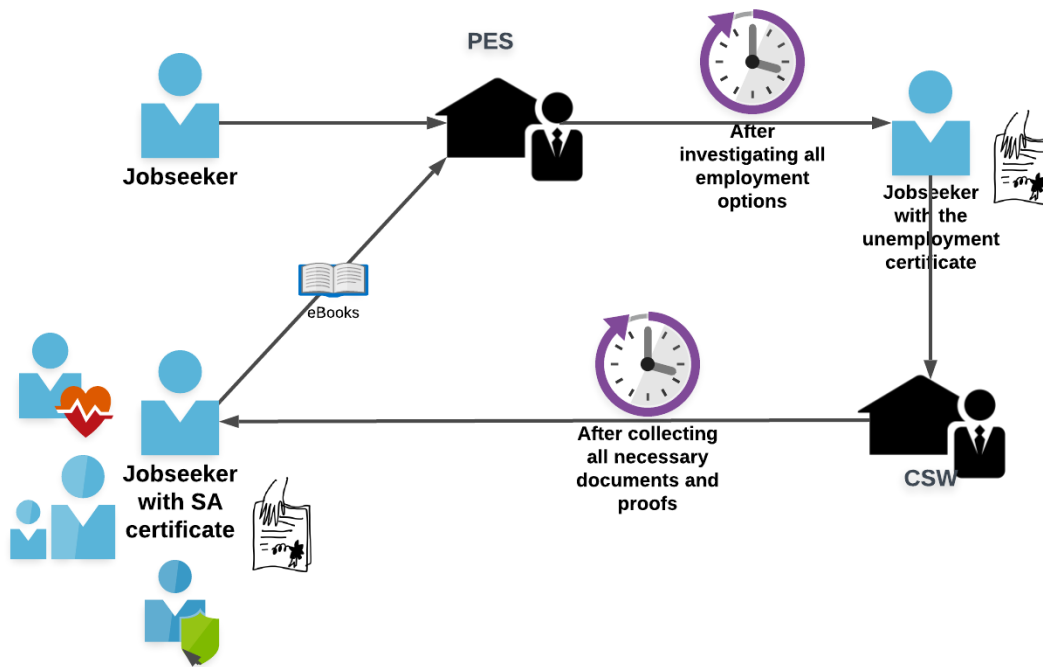 PES
Jobseeker
After
investigating all
employment
options
Jobseeker
with the
unemployment
certificate
eBooks
After collecting
all necessary
documents and
proofs
CSW
Jobseeker
with SA
certificate